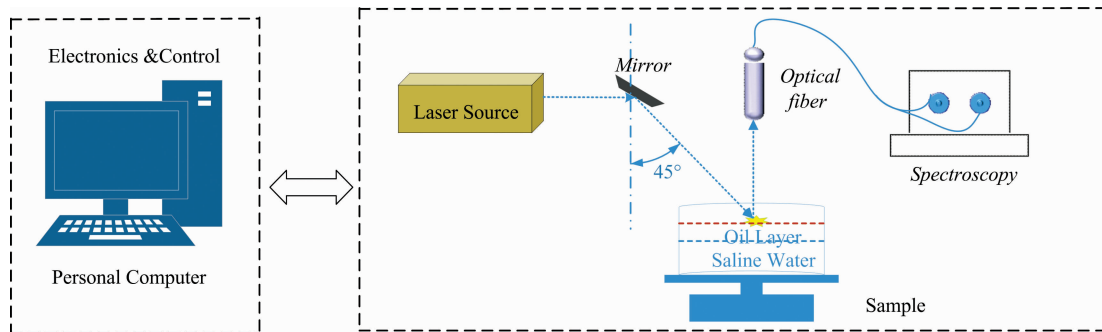 Electronics &Control
Personal Computer
Laser Source
Mirror
45°
Optical
fiber
Spectroscopy
Oil Layer
Saline Water
Sample